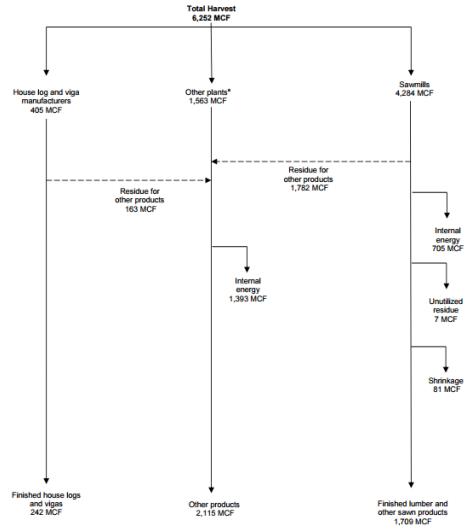 Total Harvest
6,252 MCF
House log and viga
manufacturers
405 MCF
Other plants*
1,563 MCF
Sawmills
4,284 MCF
Residue for
other products
1,782 MCF
Residue for
other products
163 MCF
Internal
energy
705 MCF
Internal
energy
1,393 MCF
Unutilized
residue
7 MCF
Shrinkage
81 MCF
Finished house logs
and vigas
242 MCF
Other products
2,115 MCF
Finished lumber and
other sawn products
1,709 MCF